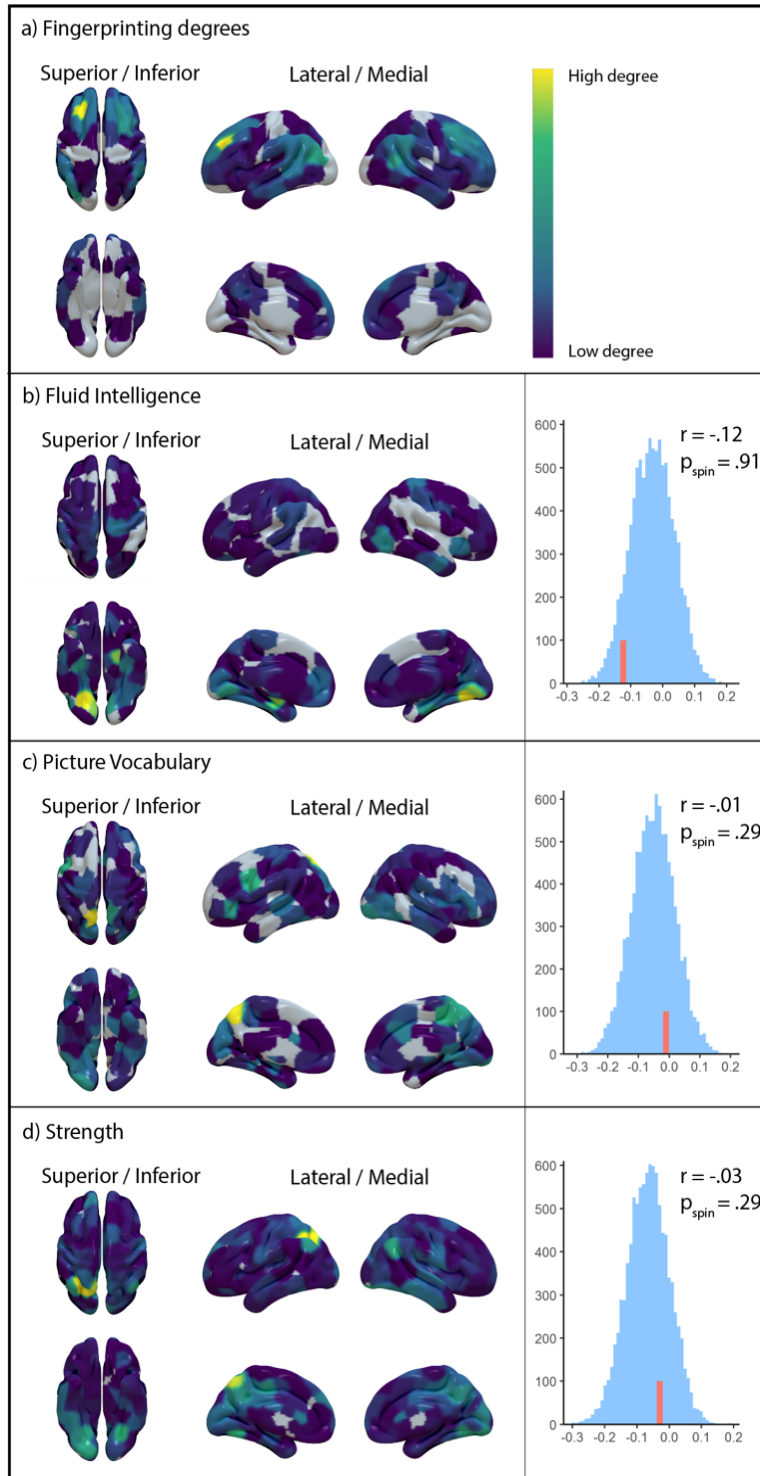 a) Fingerprinting degrees
Superior / Inferior
Lateral / Medial
High degree
Low degree
b) Fluid Intelligence
Superior / Inferior
Lateral / Medial
r = -.12
p_spin = .91
600
500
400
300
200
100
0
-0.3 -0.2 -0.1 0.0 0.1 0.2
c) Picture Vocabulary
Superior / Inferior
Lateral / Medial
r = -.01
p_spin = .29
600
500
400
300
200
100
0
-0.3 -0.2 -0.1 0.0 0.1 0.2
d) Strength
Superior / Inferior
Lateral / Medial
r = -.03
p_spin = .29
600
500
400
300
200
100
0
-0.3 -0.2 -0.1 0.0 0.1 0.2